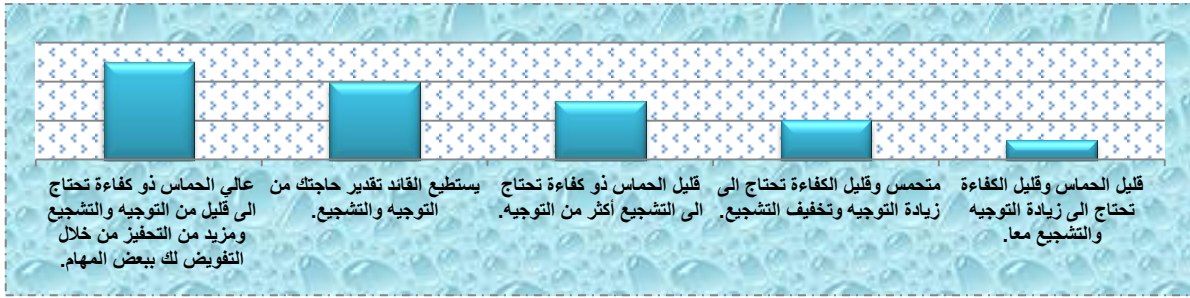 قليل الحماس وقليل الكفاءة
تحتاج الى زيادة التوجيه
والتشجيع معا.
متحمس وقليل الكفاءة تحتاج الى
زيادة التوجيه وتخفيف التشجيع.
قليل الحماس ذو كفاءة تحتاج
الى التشجيع أكثر من التوجيه.
يستطيع القائد تقدير حاجتك من
التوجيه والتشجيع.
عالي الحماس ذو كفاءة تحتاج
الى قليل من التوجيه والتشجيع
ومزيد من التحفيز من خلال
التفويض لك ببعض المهام.